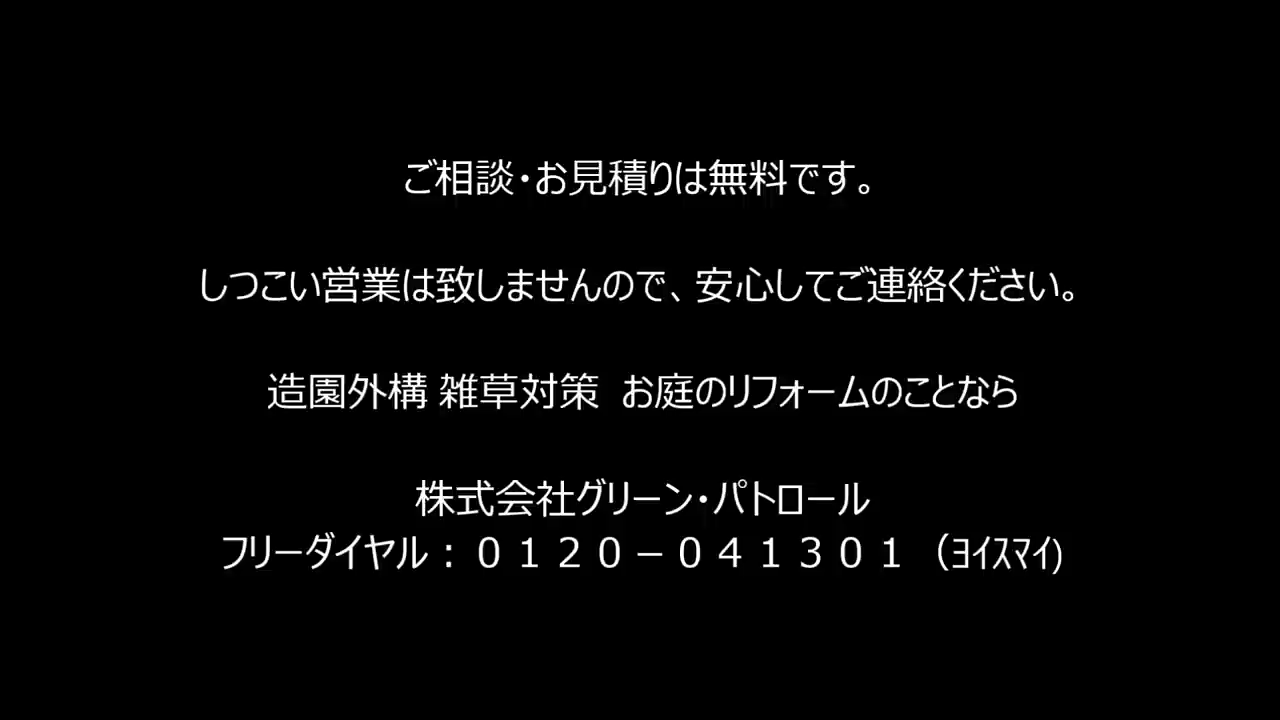 ご相談・お見積りは無料です。
しつこい営業は致しませんので、安心してご連絡ください。
造園外構 雑草対策　お庭のリフォームのことなら
株式会社グリーン・パトロール
フリーダイヤル：０１２０－０４１３０１（ﾖｲｽﾏｲ)